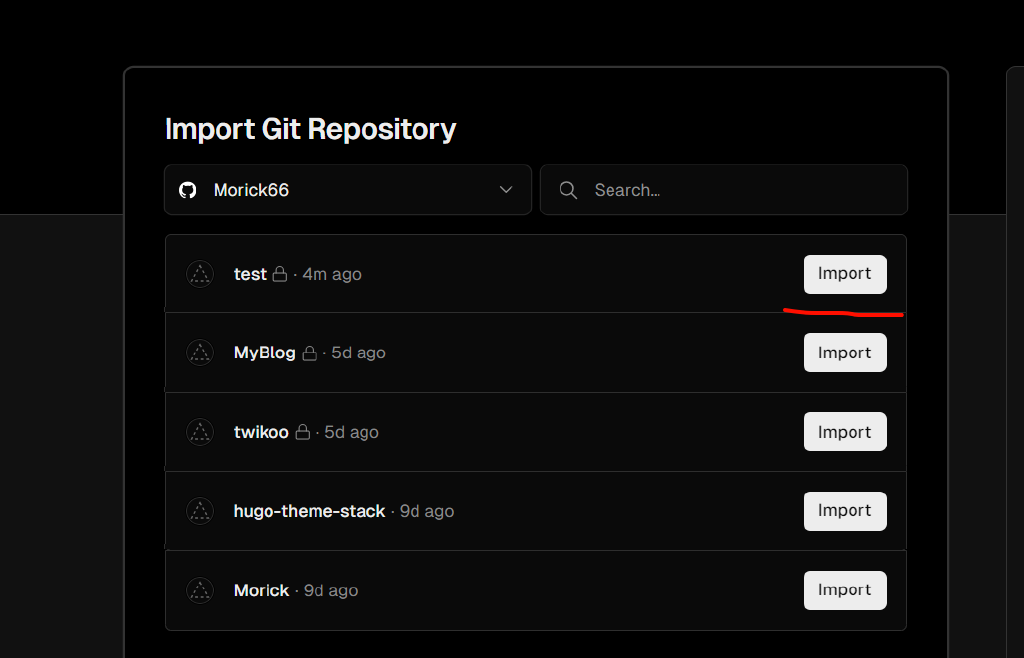 Import Git Repository
Morick66
Search...
test · 4m ago
Import
MyBlog · 5d ago
Import
twikoo · 5d ago
Import
hugo-theme-stack · 9d ago
Import
Morick · 9d ago
Import